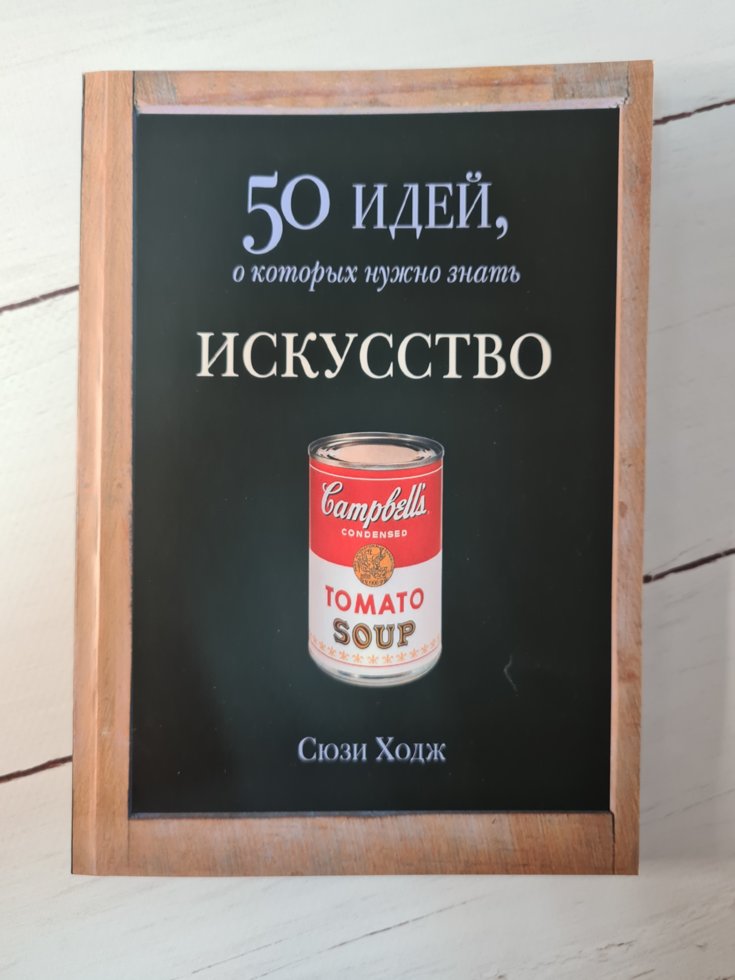 50 ИДЕЙ,
о которых нужно знать
ИСКУССТВО
Campbell's
CONDENSED
TOMATO
SOUP
Сюзи Ходж